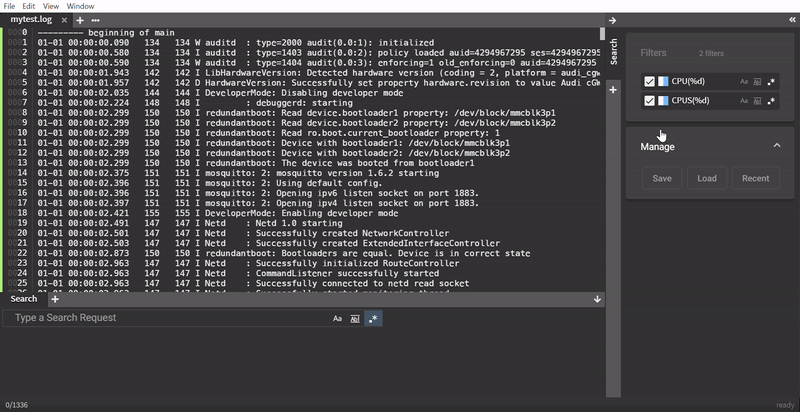 File Edit View Window
mytest.log
Search
Filters 2 filters
CPU(%d) Aa
CPUS(%d) Aa
Manage
Save Load Recent
0 --------- beginning of main
1 01-01 00:00:00.090 134 134 W auditd : type=2000 audit(0.0:1): initialized
2 01-01 00:00:00.580 134 134 I auditd : type=1403 audit(0.0:2): policy loaded auid=4294967295 ses=4294967295
3 01-01 00:00:00.590 134 134 W auditd : type=1404 audit(0.0:3): enforcing=1 old_enforcing=0 auid=4294967295
4 01-01 00:00:01.943 142 142 I LibHardwareVersion: Detected hardware version (coding = 2, platform = audi_cgw
5 01-01 00:00:01.957 142 142 D HardwareVersion: Successfully set property hardware.revision to value Audi cGW
6 01-01 00:00:02.035 144 144 I DeveloperMode: Disabling developer mode
7 01-01 00:00:02.224 148 148 I : debuggerd: starting
8 01-01 00:00:02.299 150 150 I redundantboot: Read device.bootloader1 property: /dev/block/mmcblk3p1
9 01-01 00:00:02.299 150 150 I redundantboot: Read device.bootloader2 property: /dev/block/mmcblk3p2
10 01-01 00:00:02.299 150 150 I redundantboot: Read ro.boot.current_bootloader property: 1
11 01-01 00:00:02.299 150 150 I redundantboot: Device with bootloader1: /dev/block/mmcblk3p1
12 01-01 00:00:02.299 150 150 I redundantboot: Device with bootloader2: /dev/block/mmcblk3p2
13 01-01 00:00:02.299 150 150 I redundantboot: The device was booted from bootloader1
14 01-01 00:00:02.375 151 151 I mosquitto: 2: mosquitto version 1.6.2 starting
15 01-01 00:00:02.396 151 151 I mosquitto: 2: Using default config.
16 01-01 00:00:02.396 151 151 I mosquitto: 2: Opening ipv6 listen socket on port 1883.
17 01-01 00:00:02.397 151 151 I mosquitto: 2: Opening ipv4 listen socket on port 1883.
18 01-01 00:00:02.421 155 155 I DeveloperMode: Enabling developer mode
19 01-01 00:00:02.491 147 147 I Netd : Netd 1.0 starting
20 01-01 00:00:02.501 147 147 I Netd : Successfully created NetworkController
21 01-01 00:00:02.503 147 147 I Netd : Successfully created ExtendedInterfaceController
22 01-01 00:00:02.873 150 150 I redundantboot: Bootloaders are equal. Device is in correct state
23 01-01 00:00:02.963 147 147 I Netd : Successfully initialized RouteController
24 01-01 00:00:02.963 147 147 I Netd : CommandListener successfully started
25 01-01 00:00:02.963 147 147 I Netd : Successfully connected to netd read socket
Search
Type a Search Request Aa
0/1336 ready